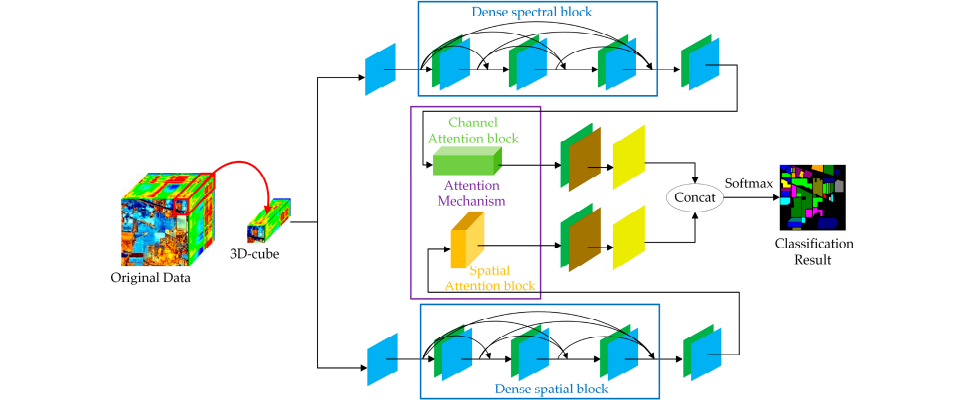 Dense spectral block
Channel
Attention block
Attention
Mechanism
Spatial
Attention block
Original Data
3D-cube
Concat
Softmax
Classification
Result
Dense spatial block